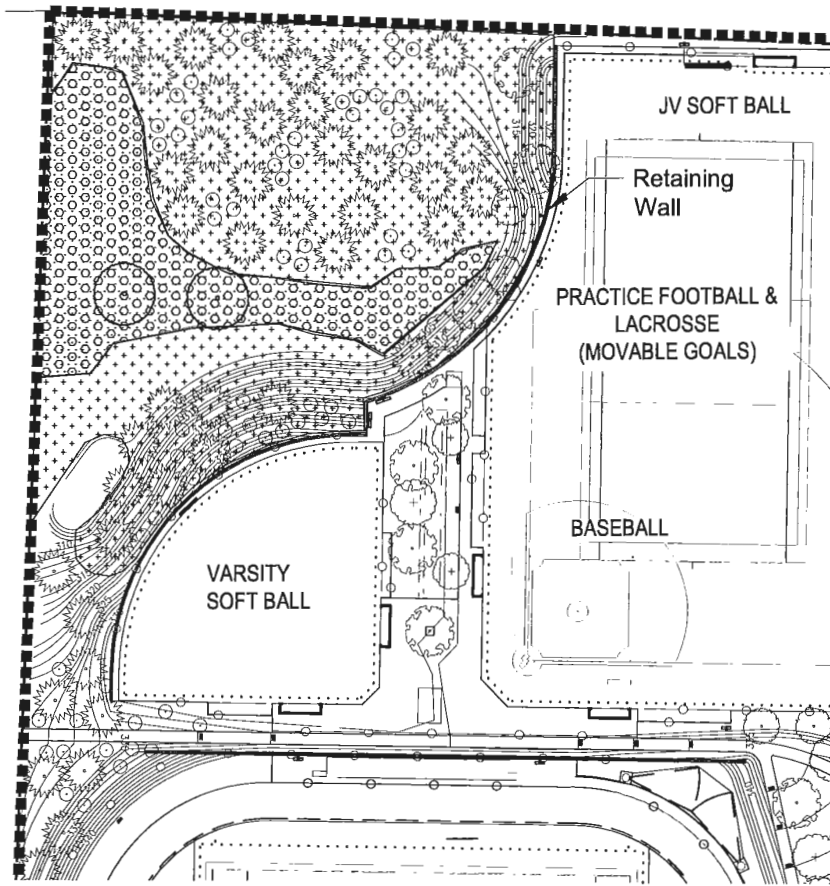 JV SOFT BALL
Retaining
Wall
PRACTICE FOOTBALL &
LACROSSE
(MOVABLE GOALS)
BASEBALL
VARSITY
SOFT BALL